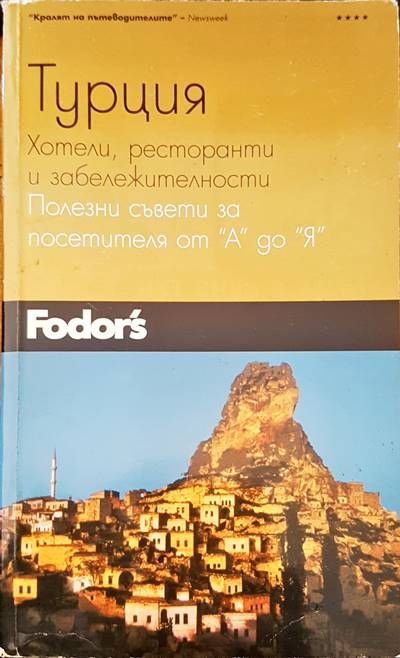 "Кралят на пътеводителите" – Newsweek
★★★★
Турция
Хотели, ресторанти
и забележителности
Полезни съвети за
посетителя от "А" до "Я"
Fodor's